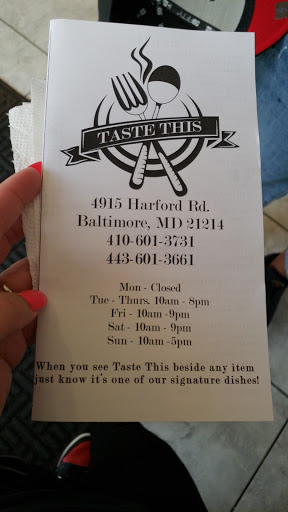 TASTE THIS
4915 Harford Rd.
Baltimore, MD 21214
410-601-3731
443-601-3661
Mon - Closed
Tue - Thurs. 10am - 8pm
Fri - 10am -9pm
Sat - 10am - 9pm
Sun - 10am -5pm
When you see Taste This beside any item
just know it's one of our signature dishes!